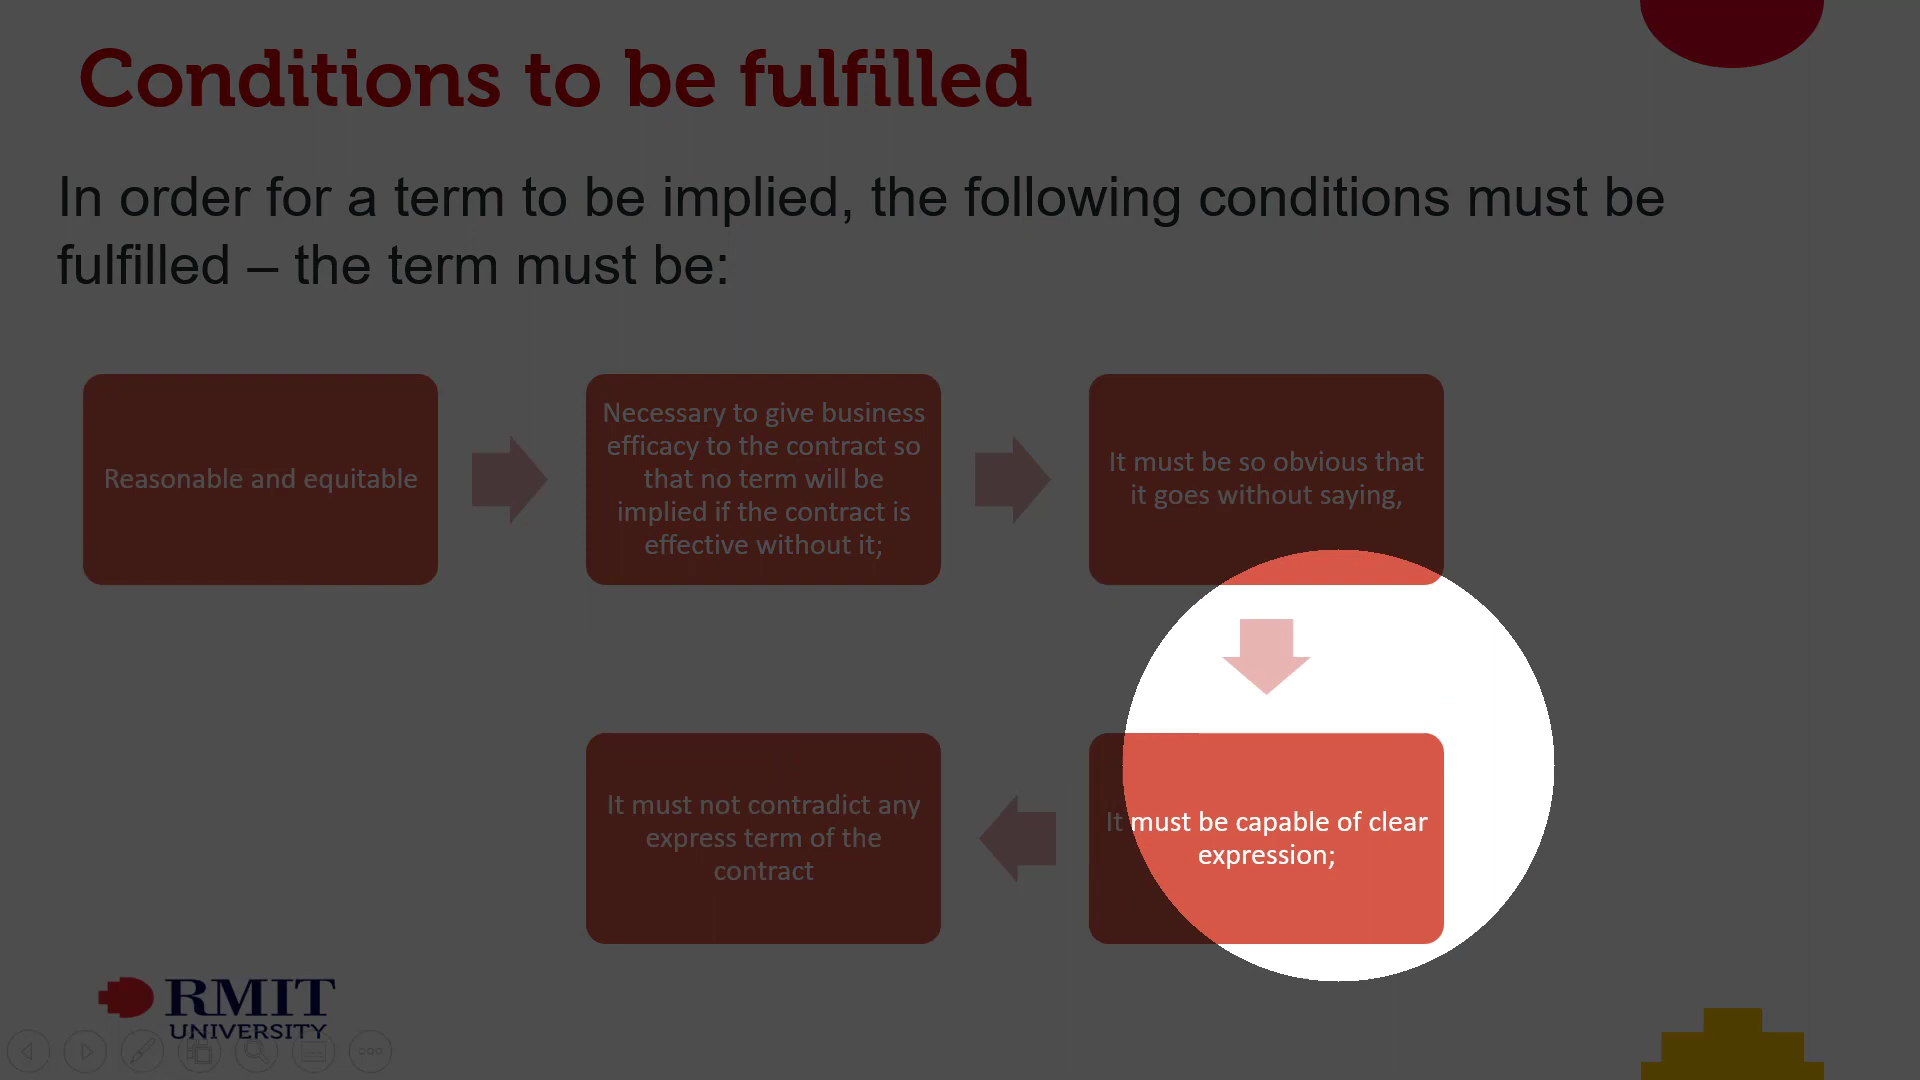 Conditions to be fulfilled
In order for a term to be implied, the following conditions must be
fulfilled – the term must be:
Reasonable and equitable
Necessary to give business
efficacy to the contract so
that no term will be
implied if the contract is
effective without it;
It must be so obvious that
it goes without saying,
It must be capable of clear
expression;
It must not contradict any
express term of the
contract
RMIT
UNIVERSITY